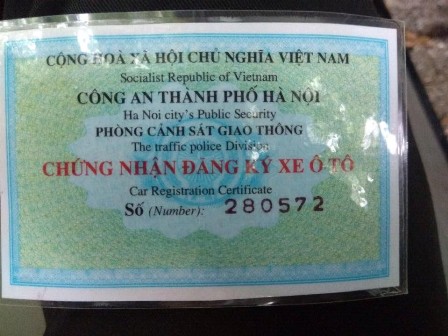 CỘNG HOÀ XÃ HỘI CHỦ NGHĨA VIỆT NAM
Socialist Republic of Vietnam
CÔNG AN THÀNH PHỐ HÀ NỘI
Ha Noi city's Public Security
PHÒNG CẢNH SÁT GIAO THÔNG
The traffic police Division
CHỨNG NHẬN ĐĂNG KÝ XE Ô TÔ
Car Registration Certificate
Số (Number): 280572